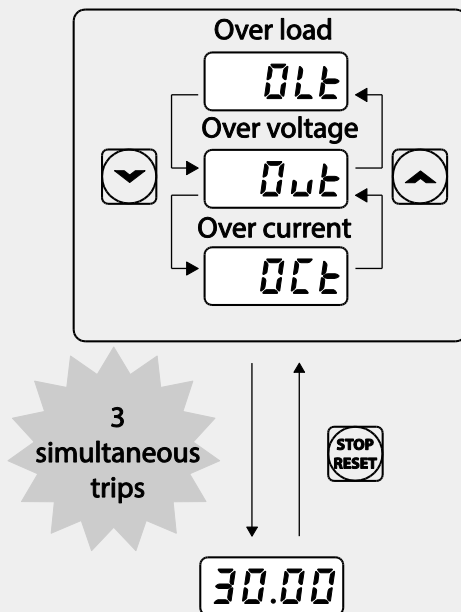 Over load
OLt
Over voltage
Out
Over current
OCt
3
simultaneous
trips
STOP
RESET
30.00